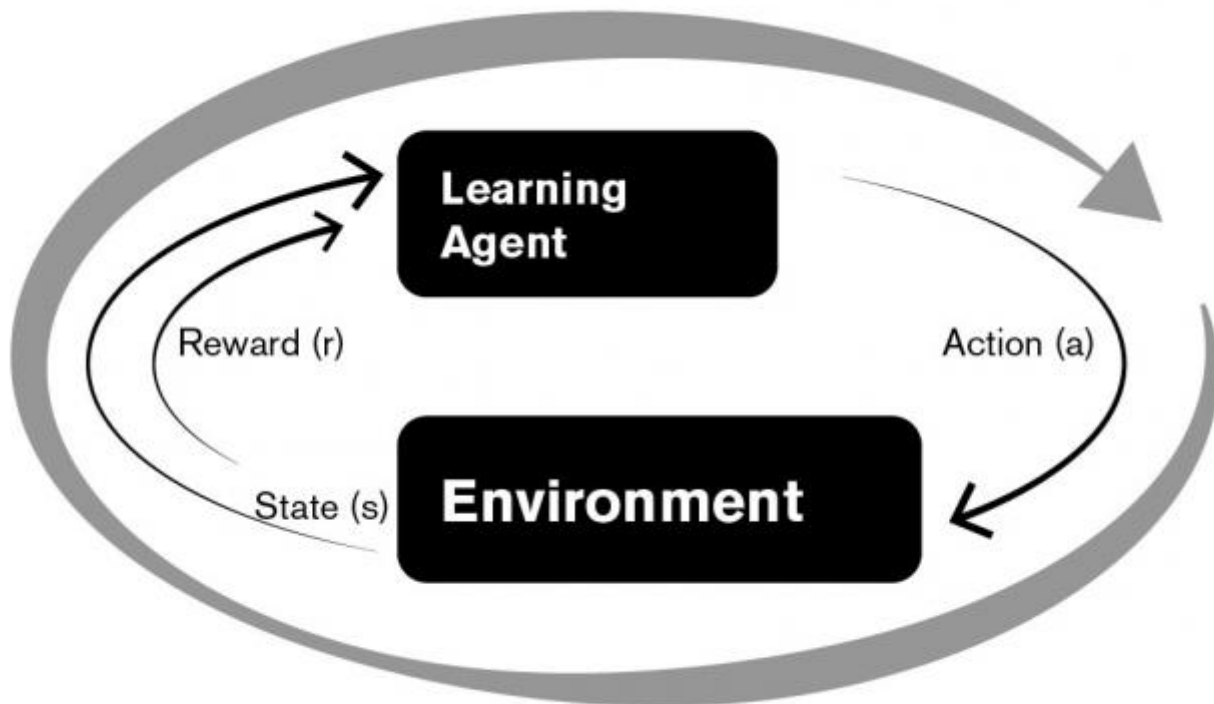 Learning
Agent
Reward (r)
Action (a)
State (s)
Environment